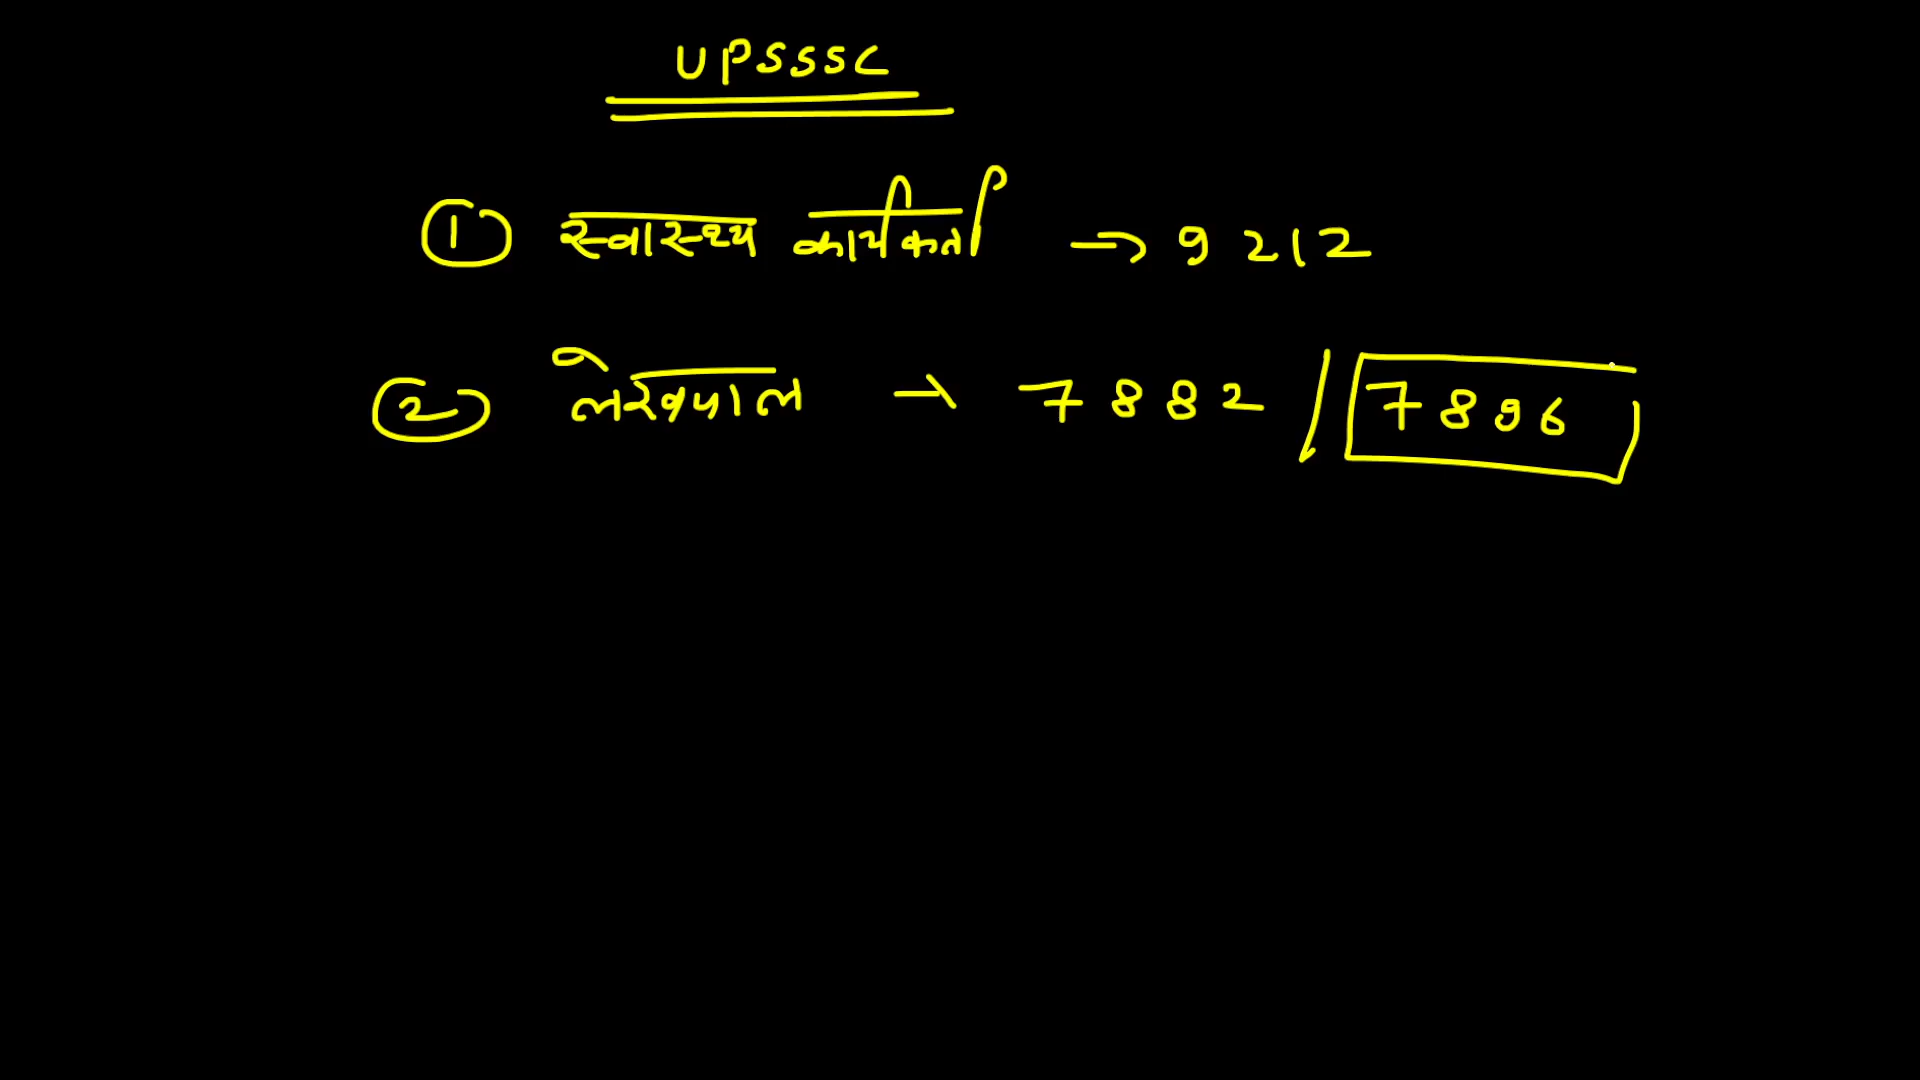 UPSSSC
① स्वास्थ्य कार्यकर्ता → 9212
② लेखपाल → 7882 / 7896